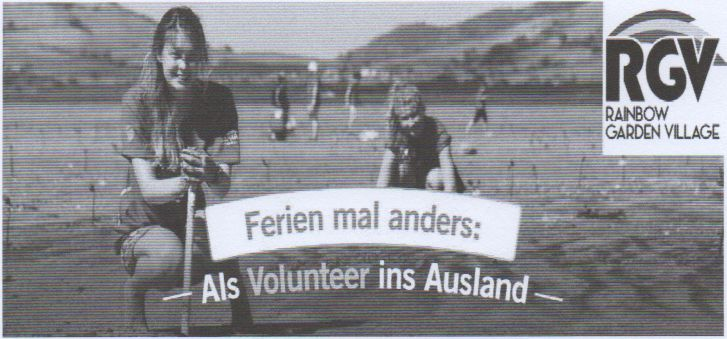 RGV
RAINBOW
GARDEN VILLAGE
Ferien mal anders:
— Als Volunteer ins Ausland —